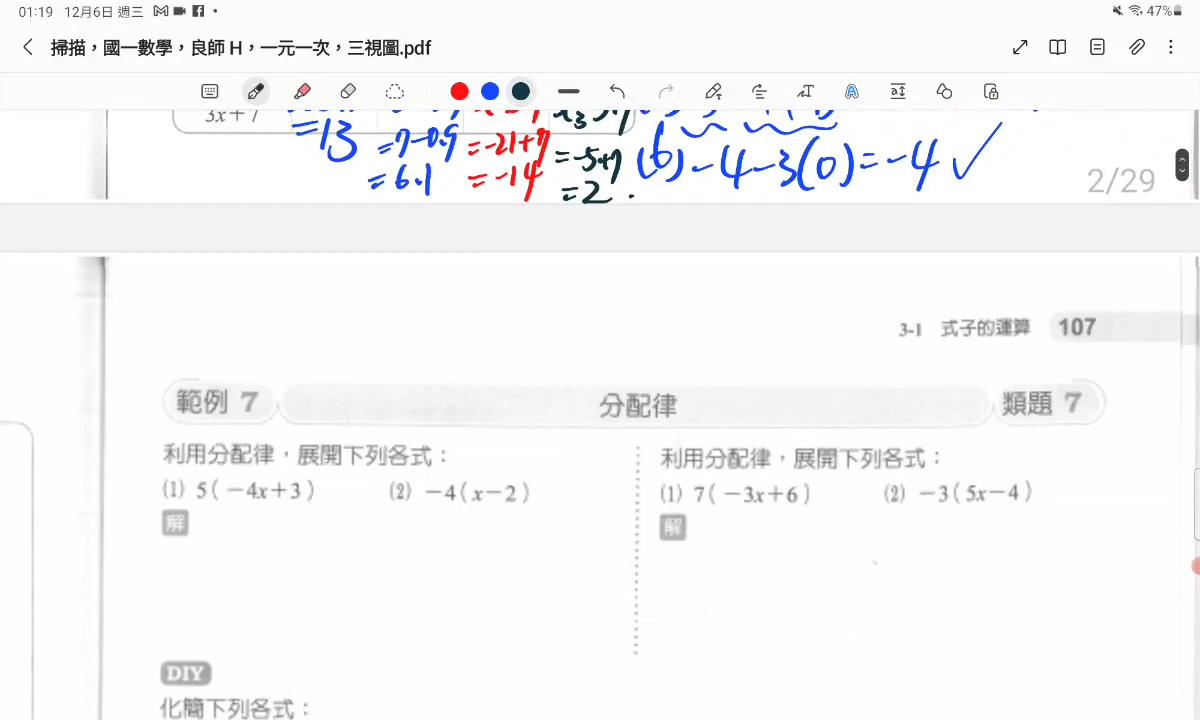 01:19 12月6日 週三 47%
掃描，國一數學，良師 H，一元一次，三視圖.pdf
3x+7
=13
=7-0.9
=6.1
=-21+7
=-14
=-5+7
=2
(6)-4-3(0)=-4✓
2/29
3-1 式子的運算 107
範例 7 分配律 類題 7
利用分配律，展開下列各式：
(1) 5(-4x+3) (2) -4(x-2)
解
利用分配律，展開下列各式：
(1) 7(-3x+6) (2) -3(5x-4)
解
DIY
化簡下列各式：